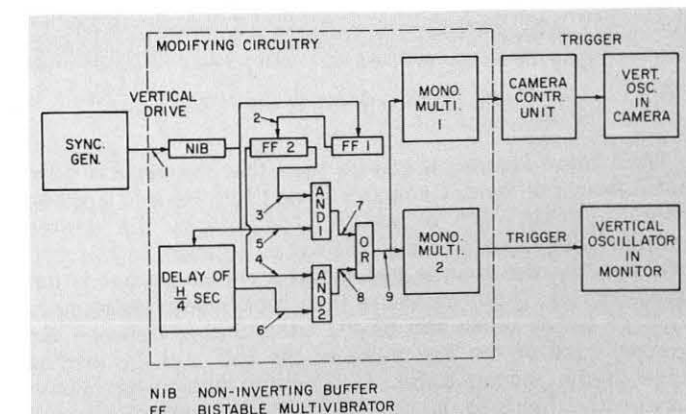 MODIFYING CIRCUITRY
TRIGGER
VERTICAL
DRIVE
SYNC.
GEN.
NIB
2
FF 2
FF 1
MONO.
MULTI.
1
CAMERA
CONTR.
UNIT
VERT.
OSC.
IN
CAMERA
3
5
4
6
AND 1
AND 2
7
8
OR
9
DELAY OF
H/4 SEC
MONO.
MULTI.
2
TRIGGER
VERTICAL
OSCILLATOR
IN
MONITOR
NIB NON-INVERTING BUFFER
FF BISTABLE MULTIVIBRATOR